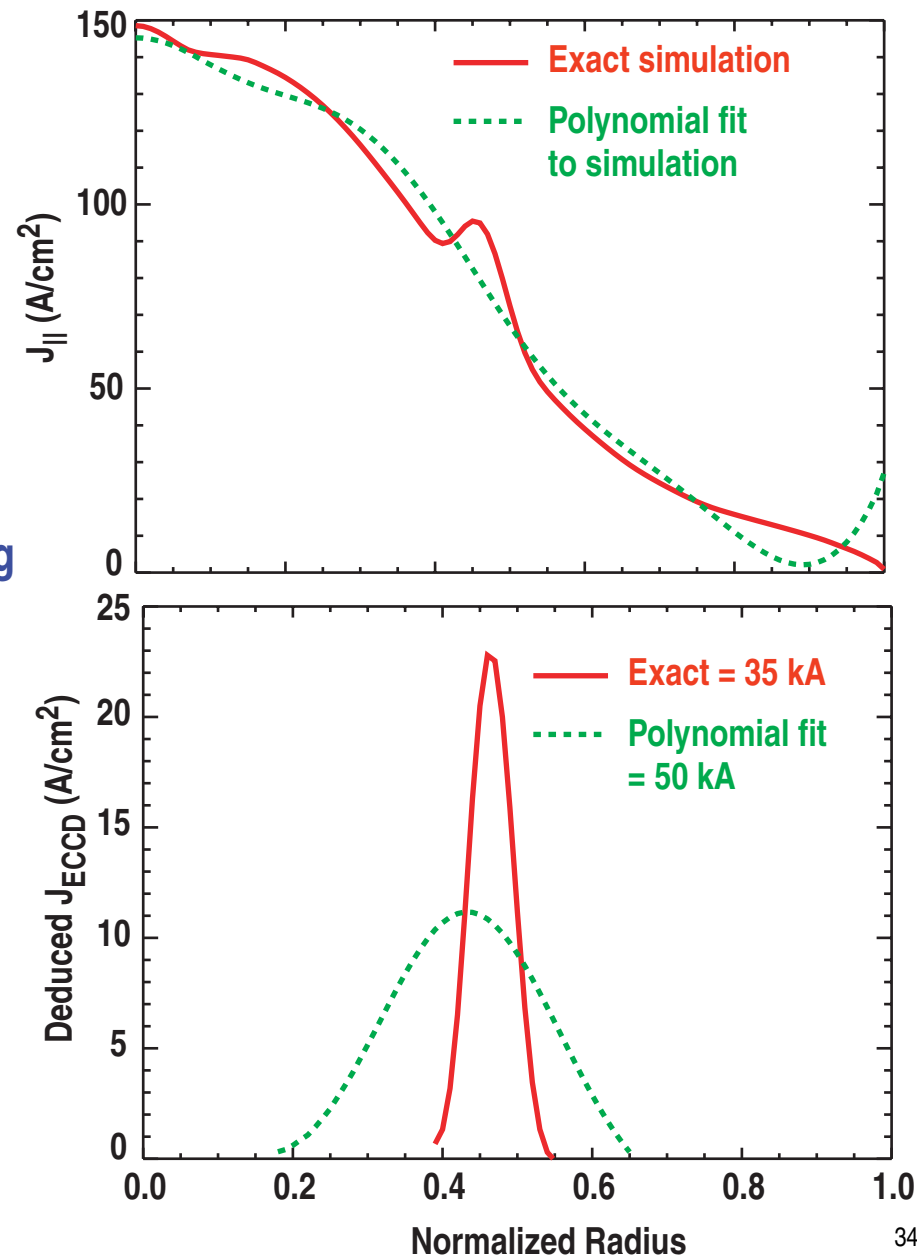 150
100
50
0
J|| (A/cm2)
Exact simulation
Polynomial fit
to simulation
g
25
20
15
10
5
0
Deduced JECCD (A/cm2)
Exact = 35 kA
Polynomial fit
= 50 kA
0.0 0.2 0.4 0.6 0.8 1.0
Normalized Radius
34